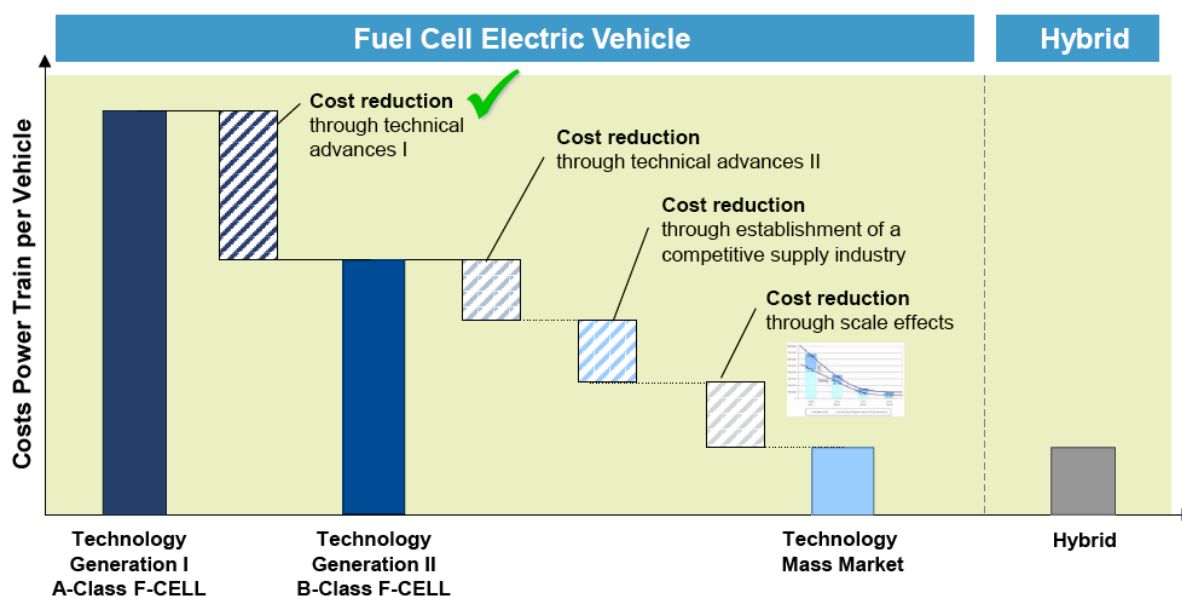 Fuel Cell Electric Vehicle
Hybrid
Costs Power Train per Vehicle
Cost reduction
through technical
advances I
Cost reduction
through technical advances II
Cost reduction
through establishment of a
competitive supply industry
Cost reduction
through scale effects
Technology
Generation I
A-Class F-CELL
Technology
Generation II
B-Class F-CELL
Technology
Mass Market
Hybrid